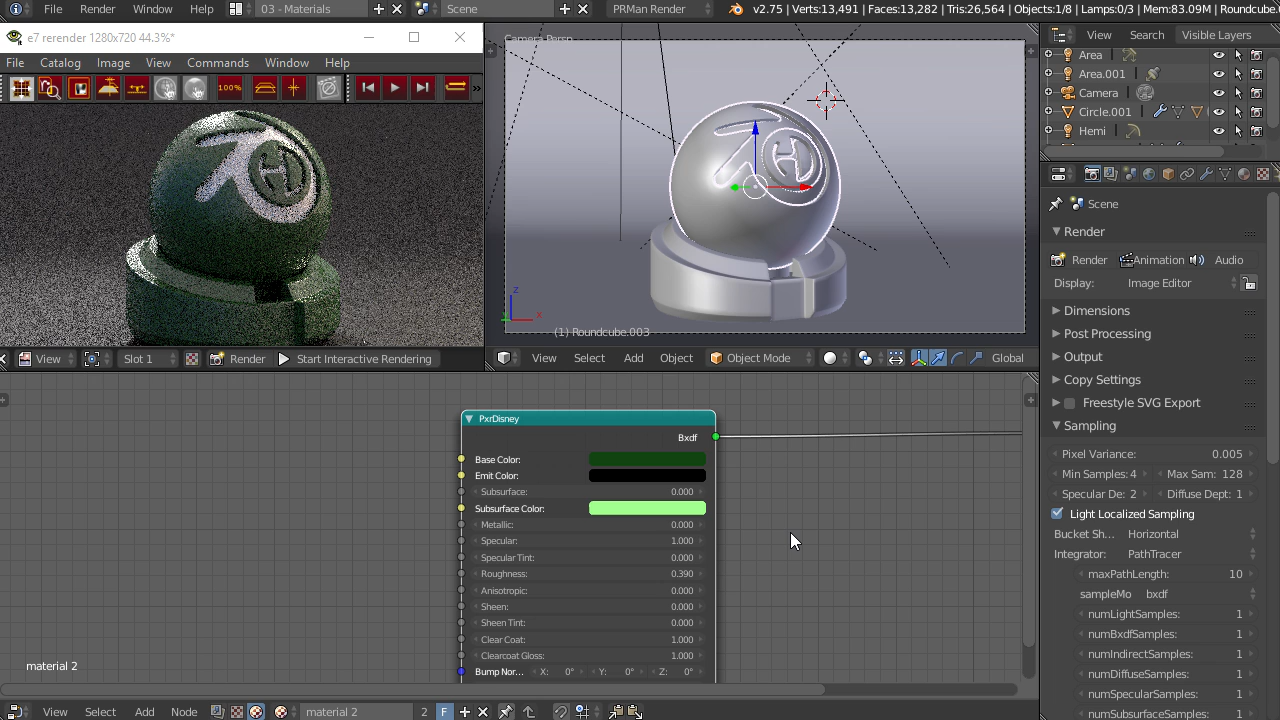 File Render Window Help 03 - Materials Scene PRMan Render v2.75 | Verts:13,491 | Faces:13,282 | Tris:26,564 | Objects:1/8 | Lamps:0/3 | Mem:83.09M | Roundcube.
e7 rerender 1280x720 44.3%*
File Catalog Image View Commands Window Help
100%
View Slot 1 Render Start Interactive Rendering
Camera Persp
z
x
(1) Roundcube.003
View Select Add Object Object Mode Global
View Search Visible Layers
Area
Area.001
Camera
Circle.001
Hemi
Scene
Render
Render Animation Audio
Display: Image Editor
Dimensions
Post Processing
Output
Copy Settings
Freestyle SVG Export
Sampling
Pixel Variance: 0.005
Min Samples: 4 Max Sam: 128
Specular De: 2 Diffuse Dept: 1
Light Localized Sampling
Bucket Sh... Horizontal
Integrator: PathTracer
maxPathLength: 10
sampleMo bxdf
numLightSamples: 1
numBxdfSamples: 1
numIndirectSamples: 1
numDiffuseSamples: 1
numSpecularSamples: 1
numSubsurfaceSamples: 1
PxrDisney
Bxdf
Base Color:
Emit Color:
Subsurface: 0.000
Subsurface Color:
Metallic: 0.000
Specular: 1.000
Specular Tint: 0.000
Roughness: 0.390
Anisotropic: 0.000
Sheen: 0.000
Sheen Tint: 0.000
Clear Coat: 1.000
Clearcoat Gloss: 1.000
Bump Nor... X: 0° Y: 0° Z: 0°
material 2
View Select Add Node material 2 2 F